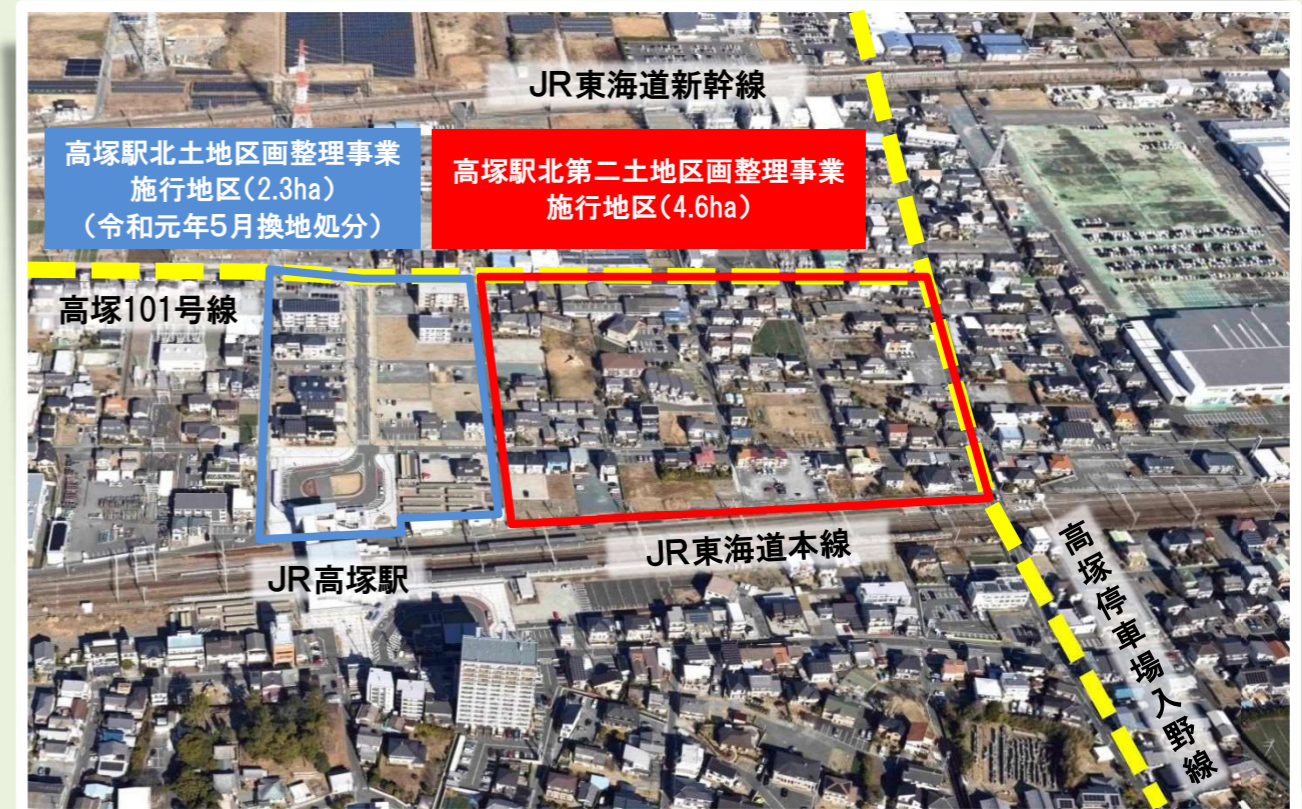 JR東海道新幹線
高塚駅北土地区画整理事業
施行地区(2.3ha)
(令和元年5月換地処分)
高塚駅北第二土地区画整理事業
施行地区(4.6ha)
高塚101号線
JR東海道本線
JR高塚駅
高塚停車場入野線